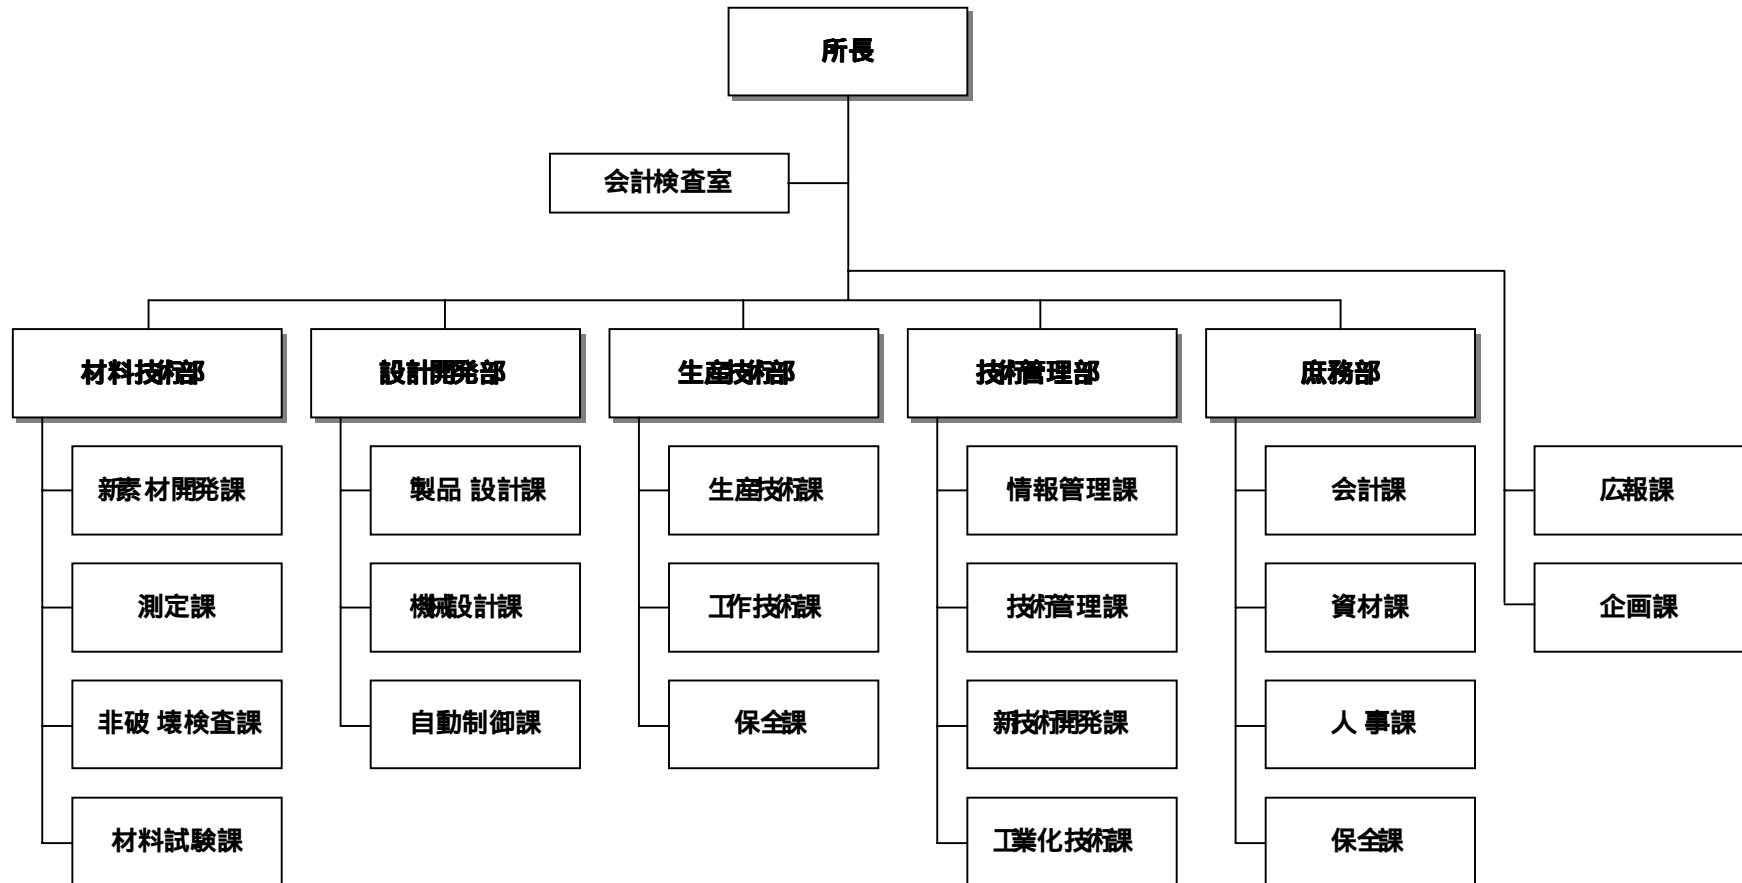 所長
会計検査室
材料技術部
設計開発部
生産技術部
技術管理部
庶務部
新素材開発課
製品設計課
生産技術課
情報管理課
会計課
広報課
測定課
機械設計課
工作技術課
技術管理課
資材課
企画課
非破壊検査課
自動制御課
保全課
新技術開発課
人事課
材料試験課
工業化技術課
保全課